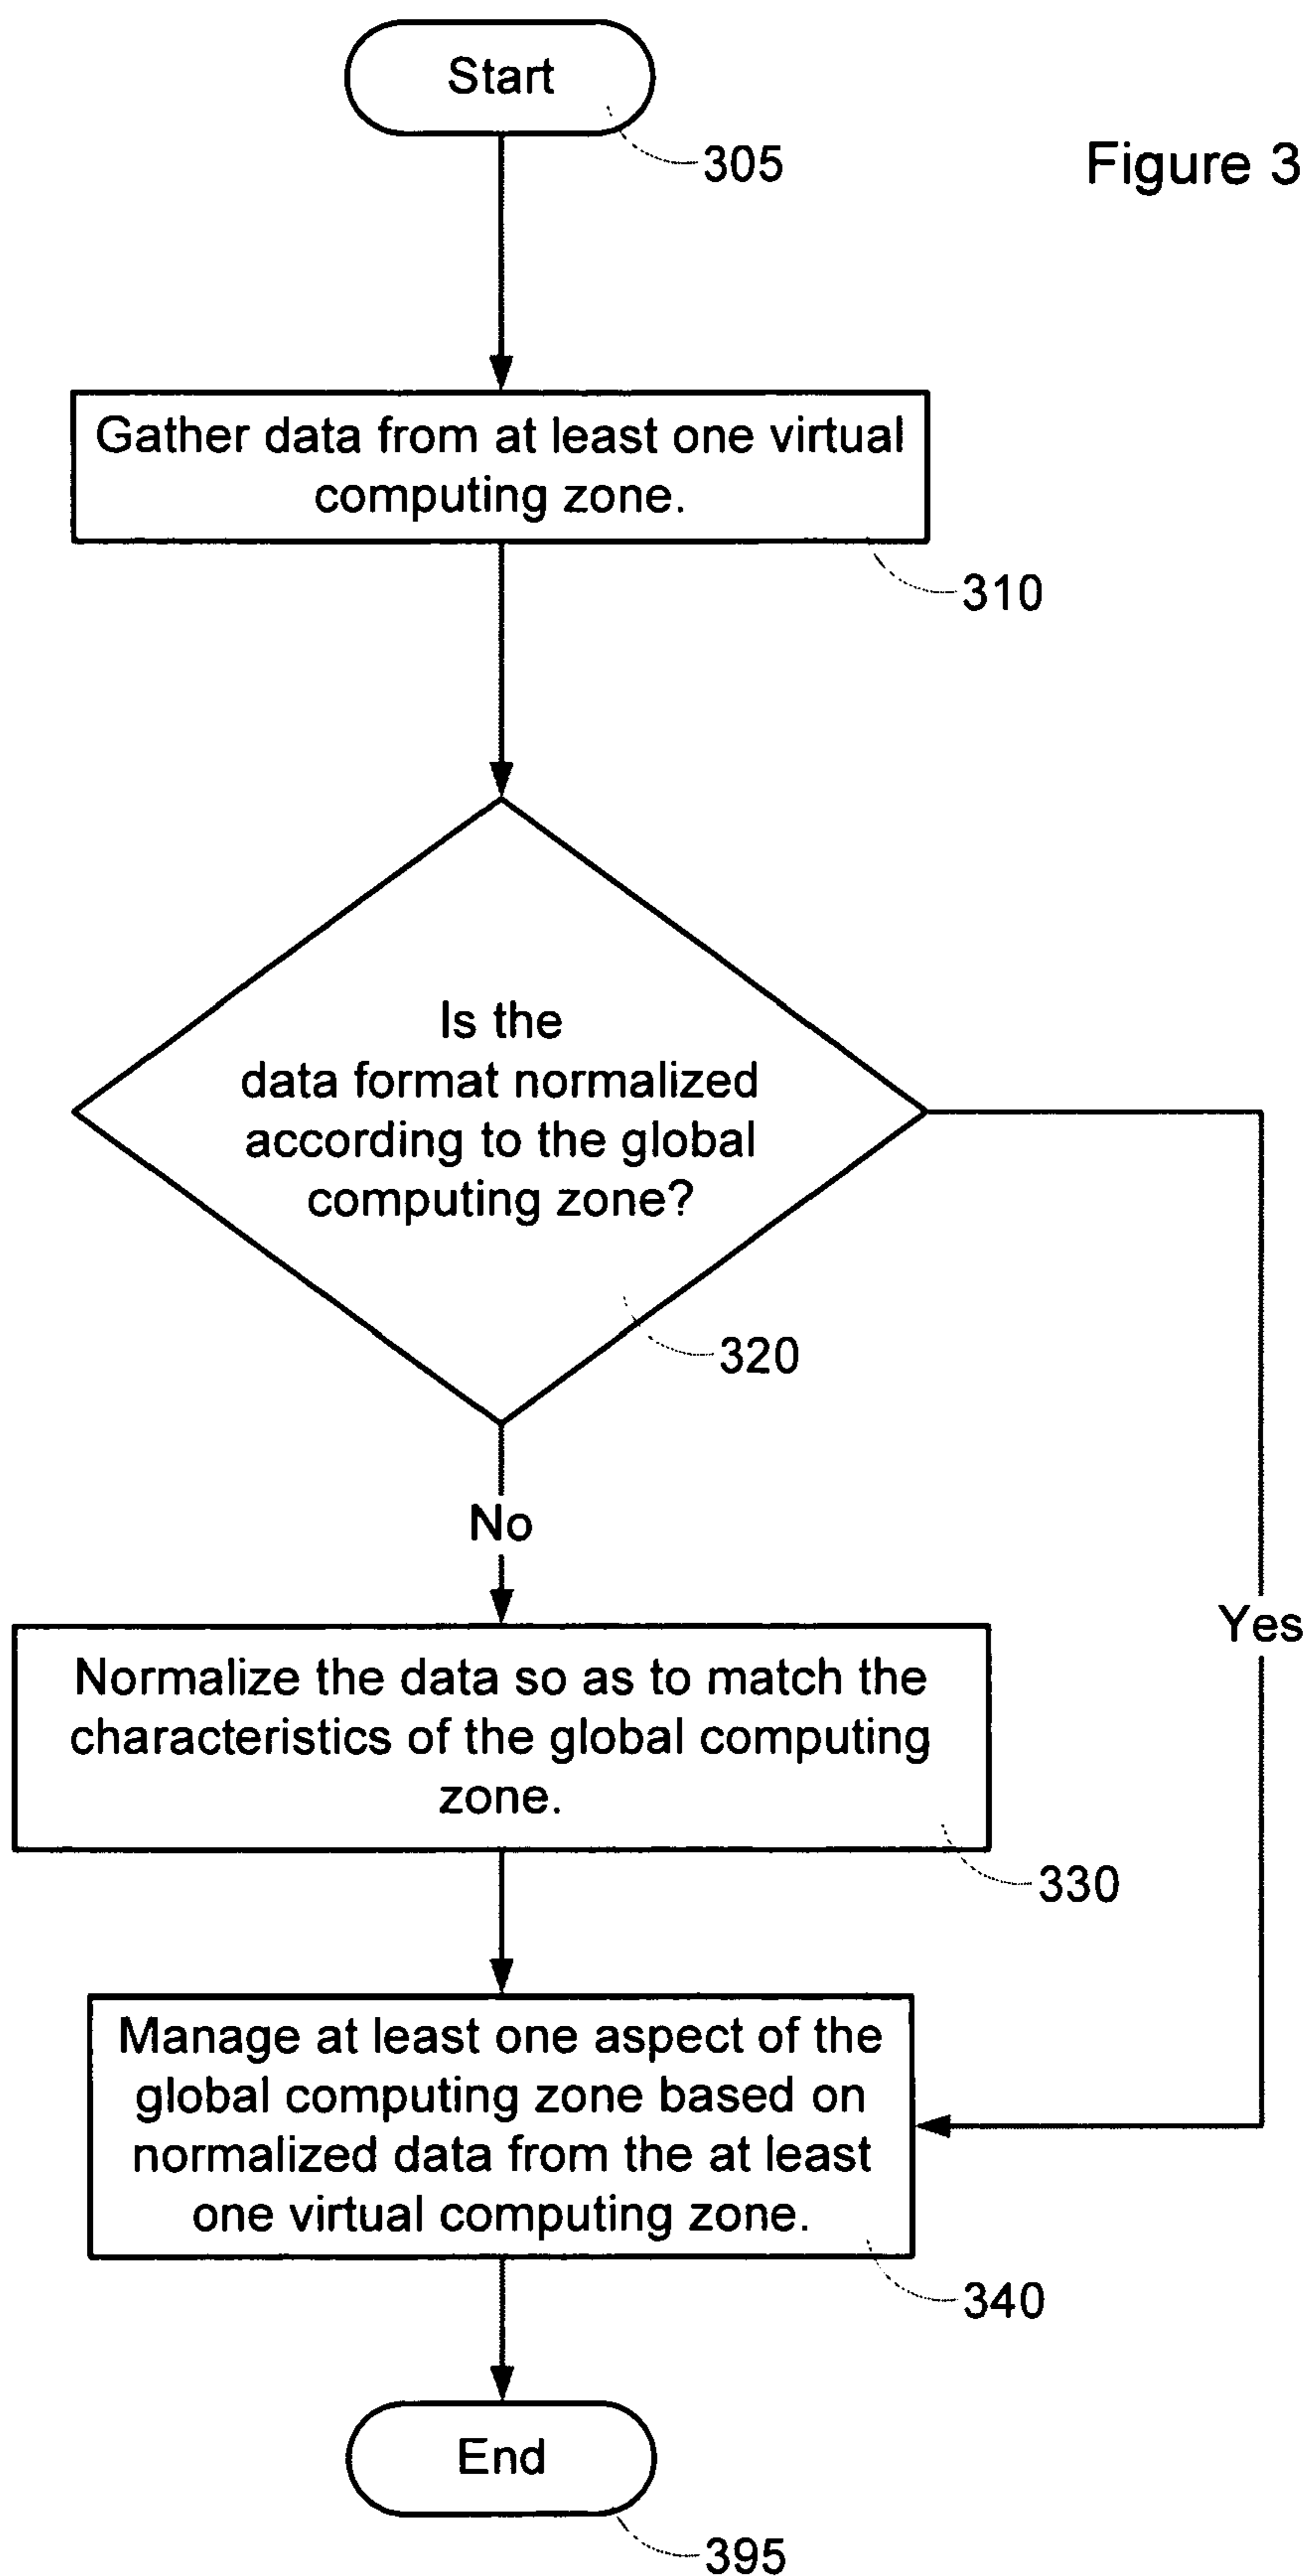 Start
305
Figure 3
Gather data from at least one virtual
computing zone.
310
Is the
data format normalized
according to the global
computing zone?
320
No
Yes
Normalize the data so as to match the
characteristics of the global computing
zone.
330
Manage at least one aspect of the
global computing zone based on
normalized data from the at least
one virtual computing zone.
340
End
395